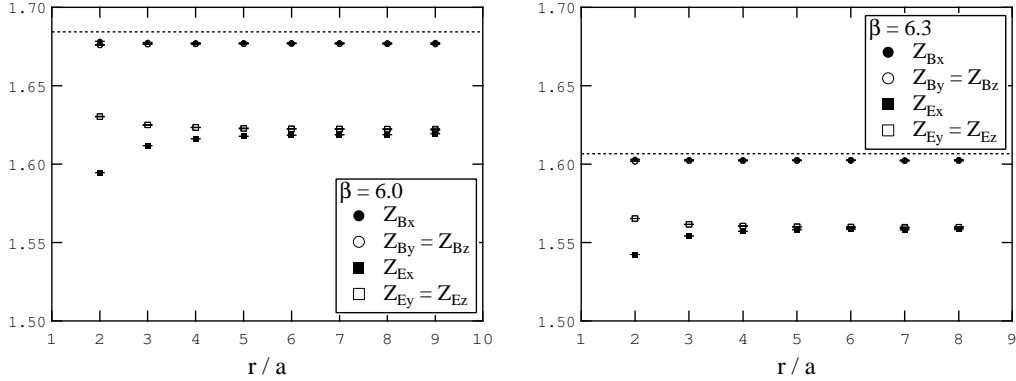 1.70
1.65
1.60
1.55
1.50
1 2 3 4 5 6 7 8 9 10
r / a
β = 6.0
Z_Bx
Z_By = Z_Bz
Z_Ex
Z_Ey = Z_Ez
1.70
1.65
1.60
1.55
1.50
1 2 3 4 5 6 7 8 9
r / a
β = 6.3
Z_Bx
Z_By = Z_Bz
Z_Ex
Z_Ey = Z_Ez